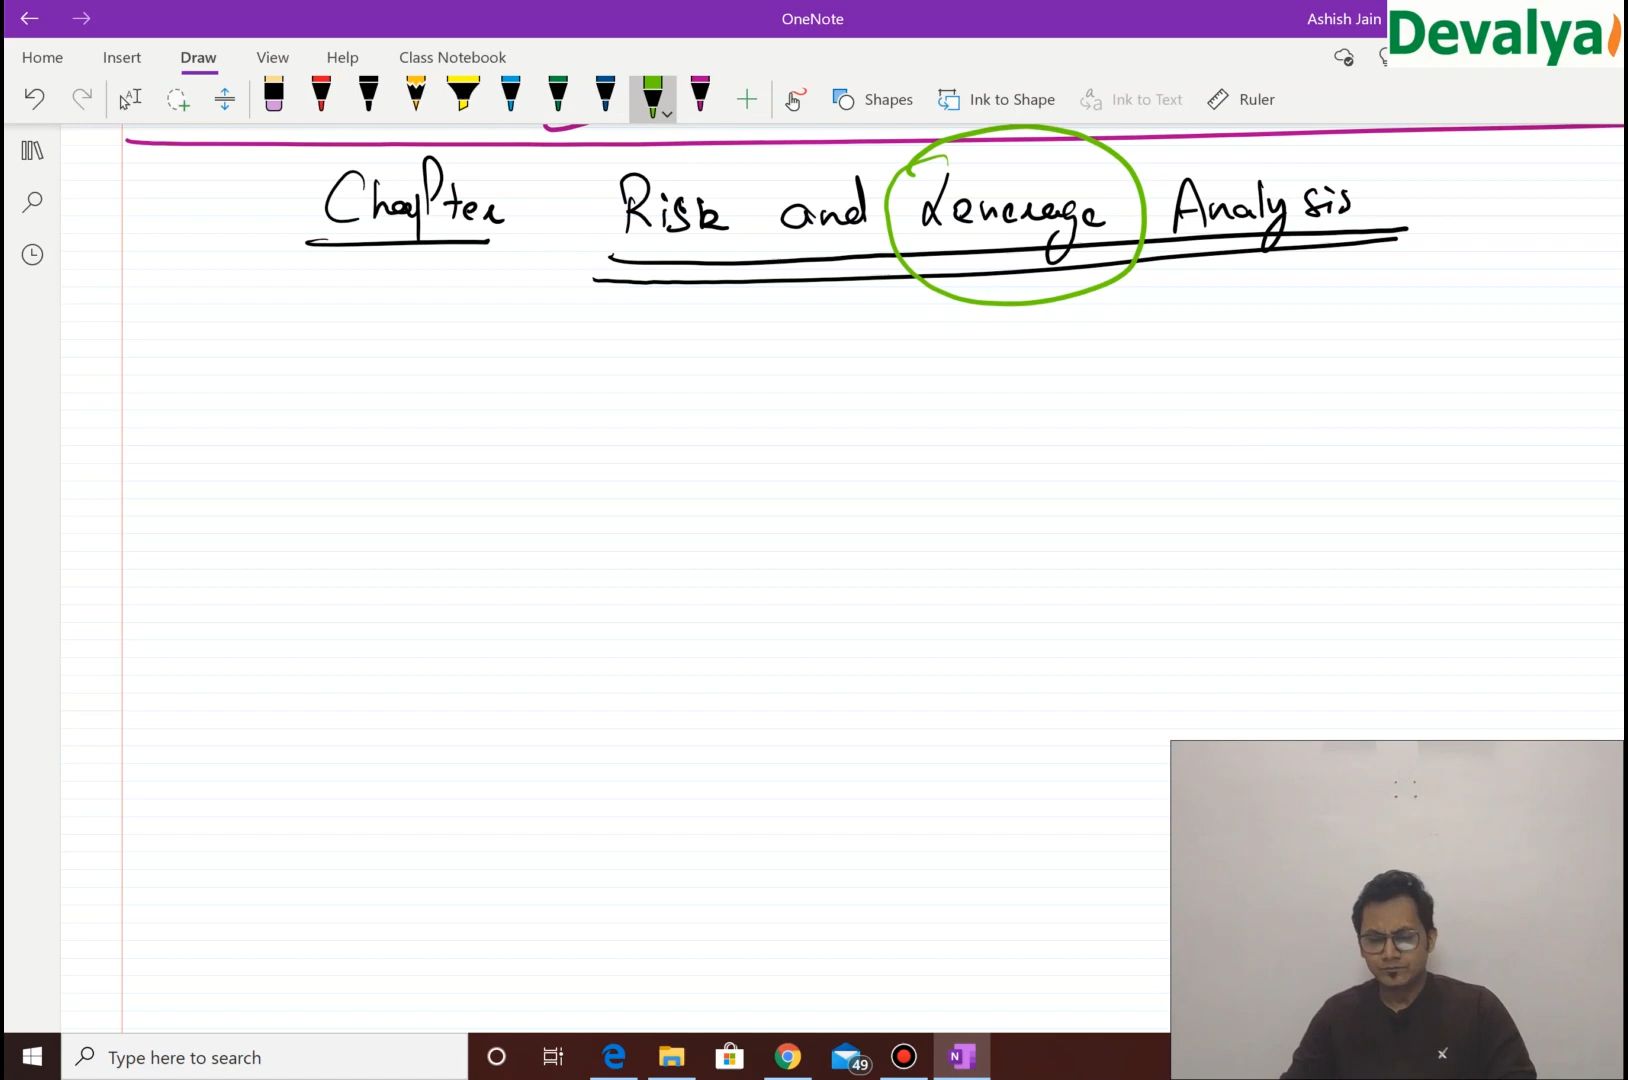 OneNote
Ashish Jain
Devalya
Home Insert Draw View Help Class Notebook
Shapes Ink to Shape Ink to Text Ruler
Chapter Risk and Leverage Analysis
Type here to search
49
N